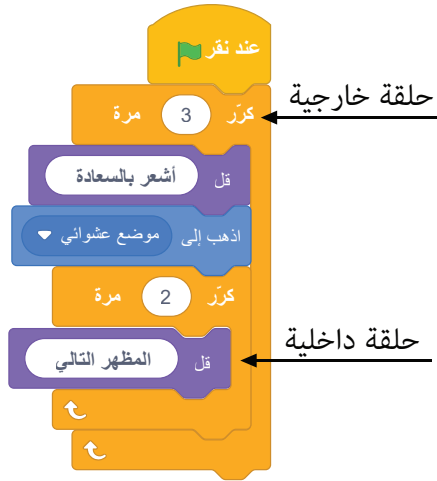 عند نقر
كرّر 3 مرة
حلقة خارجية
قل أشعر بالسعادة
اذهب إلى موضع عشوائي
كرّر 2 مرة
قل المظهر التالي
حلقة داخلية